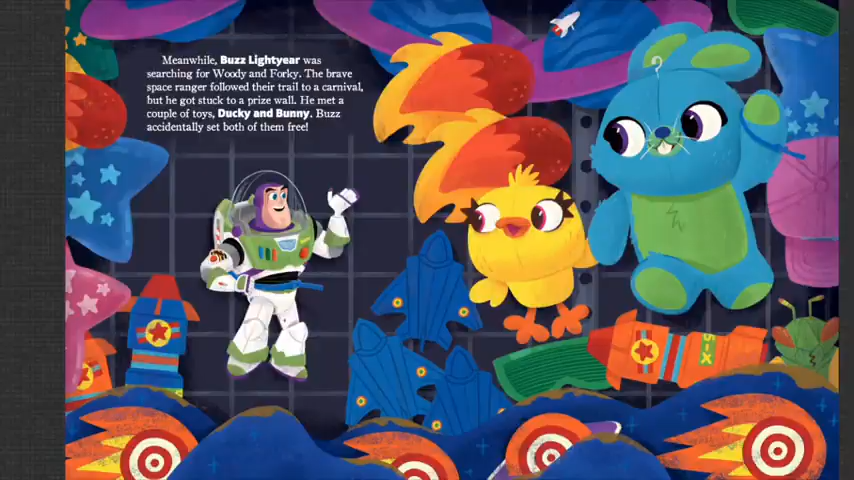 Meanwhile, Buzz Lightyear was
searching for Woody and Forky. The brave
space ranger followed their trail to a carnival,
but he got stuck to a prize wall. He met a
couple of toys, Ducky and Bunny. Buzz
accidentally set both of them free!
S-X